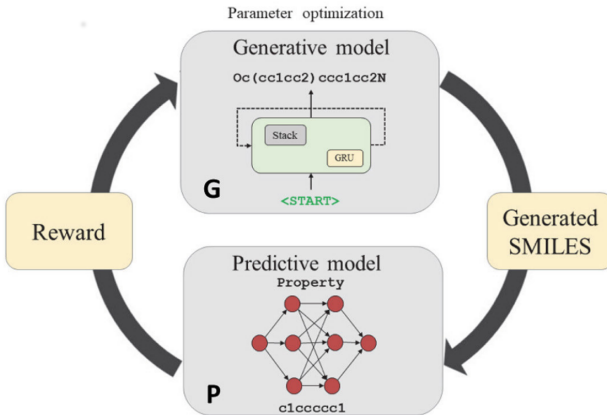 Parameter optimization
Generative model
Oc(cc1cc2)ccc1cc2N
Stack
GRU
G
<START>
Reward
Generated
SMILES
Predictive model
Property
P
c1ccccc1